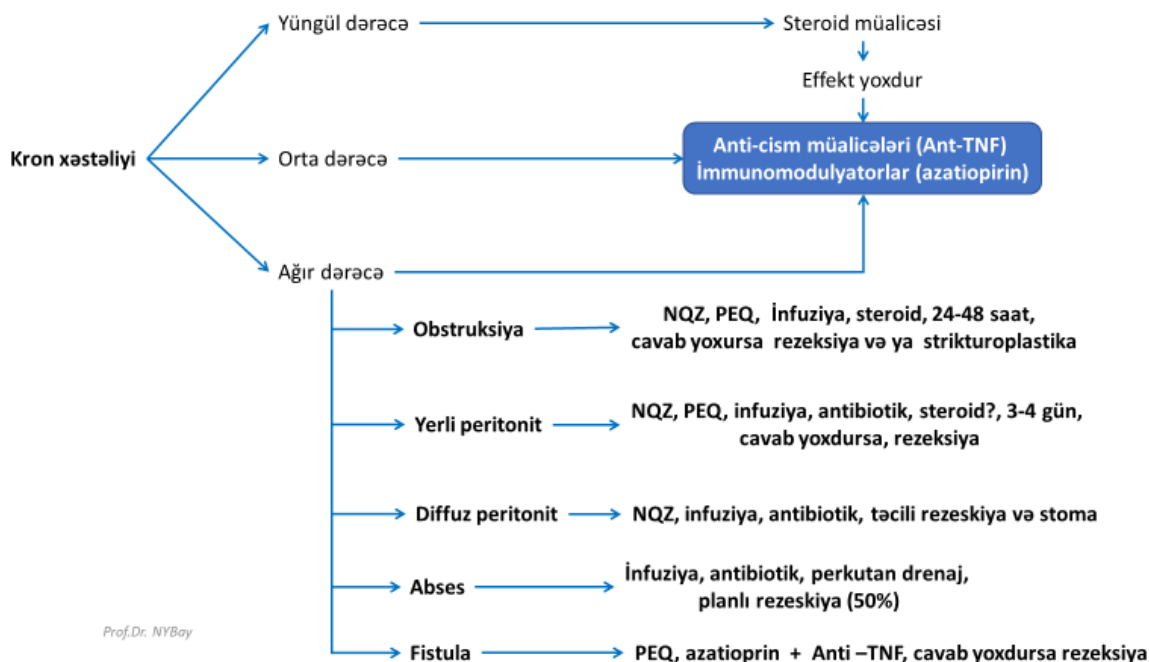 Yüngül dərəcə
Steroid müalicəsi
Effekt yoxdur
Kron xəstəliyi
Orta dərəcə
Anti-cism müalicələri (Ant-TNF)
İmmunomodulyatorlar (azatiopirin)
Ağır dərəcə
Obstruksiya
NQZ, PEQ, İnfuziya, steroid, 24-48 saat,
cavab yoxursa rezeksiya və ya strikturoplastika
Yerli peritonit
NQZ, PEQ, infuziya, antibiotik, steroid?, 3-4 gün,
cavab yoxdursa, rezeksiya
Diffuz peritonit
NQZ, infuziya, antibiotik, təcili rezeskiya və stoma
Abses
İnfuziya, antibiotik, perkutan drenaj,
planlı rezeskiya (50%)
Prof.Dr. NYBay
Fistula
PEQ, azatioprin + Anti –TNF, cavab yoxdursa rezeksiya